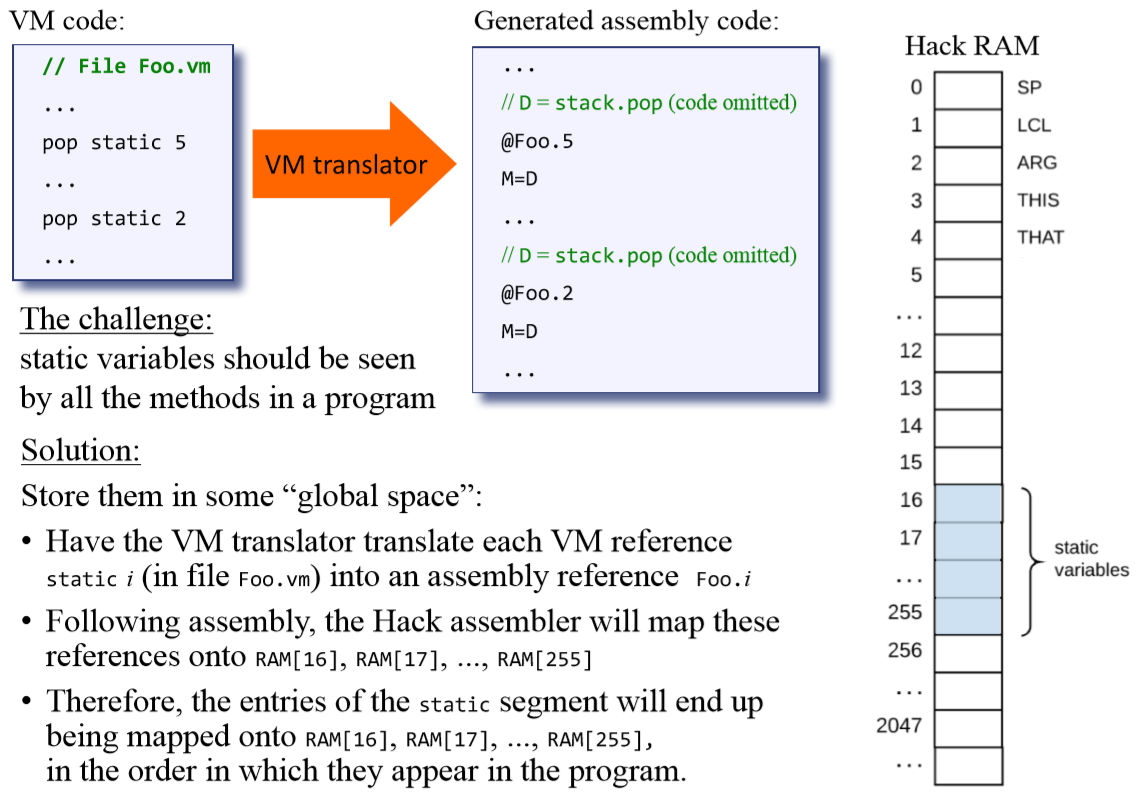 VM code:
// File Foo.vm
...
pop static 5
...
pop static 2
...
VM translator
Generated assembly code:
...
// D = stack.pop (code omitted)
@Foo.5
M=D
...
// D = stack.pop (code omitted)
@Foo.2
M=D
...
The challenge:
static variables should be seen
by all the methods in a program
Solution:
Store them in some “global space”:
• Have the VM translator translate each VM reference
static i (in file Foo.vm) into an assembly reference Foo.i
• Following assembly, the Hack assembler will map these
references onto RAM[16], RAM[17], ..., RAM[255]
• Therefore, the entries of the static segment will end up
being mapped onto RAM[16], RAM[17], ..., RAM[255],
in the order in which they appear in the program.
Hack RAM
0 SP
1 LCL
2 ARG
3 THIS
4 THAT
5
...
12
13
14
15
16
17
...
255
static
variables
256
...
2047
...